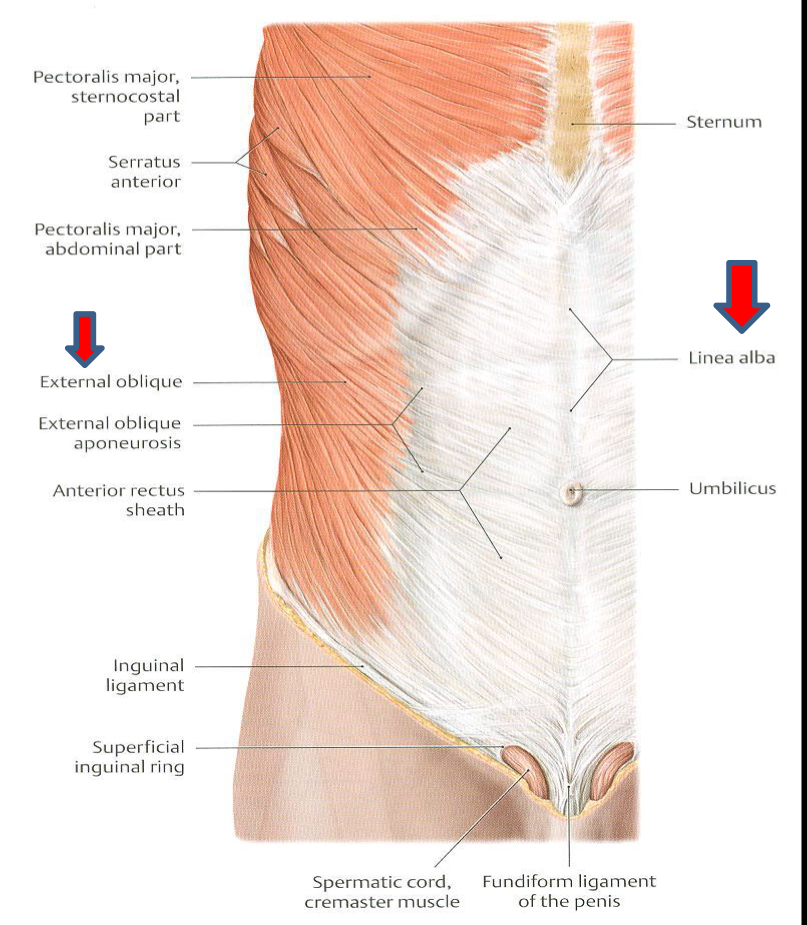 Pectoralis major,
sternocostal
part
Serratus
anterior
Pectoralis major,
abdominal part
External oblique
External oblique
aponeurosis
Anterior rectus
sheath
Inguinal
ligament
Superficial
inguinal ring
Sternum
Linea alba
Umbilicus
Spermatic cord,
cremaster muscle
Fundiform ligament
of the penis